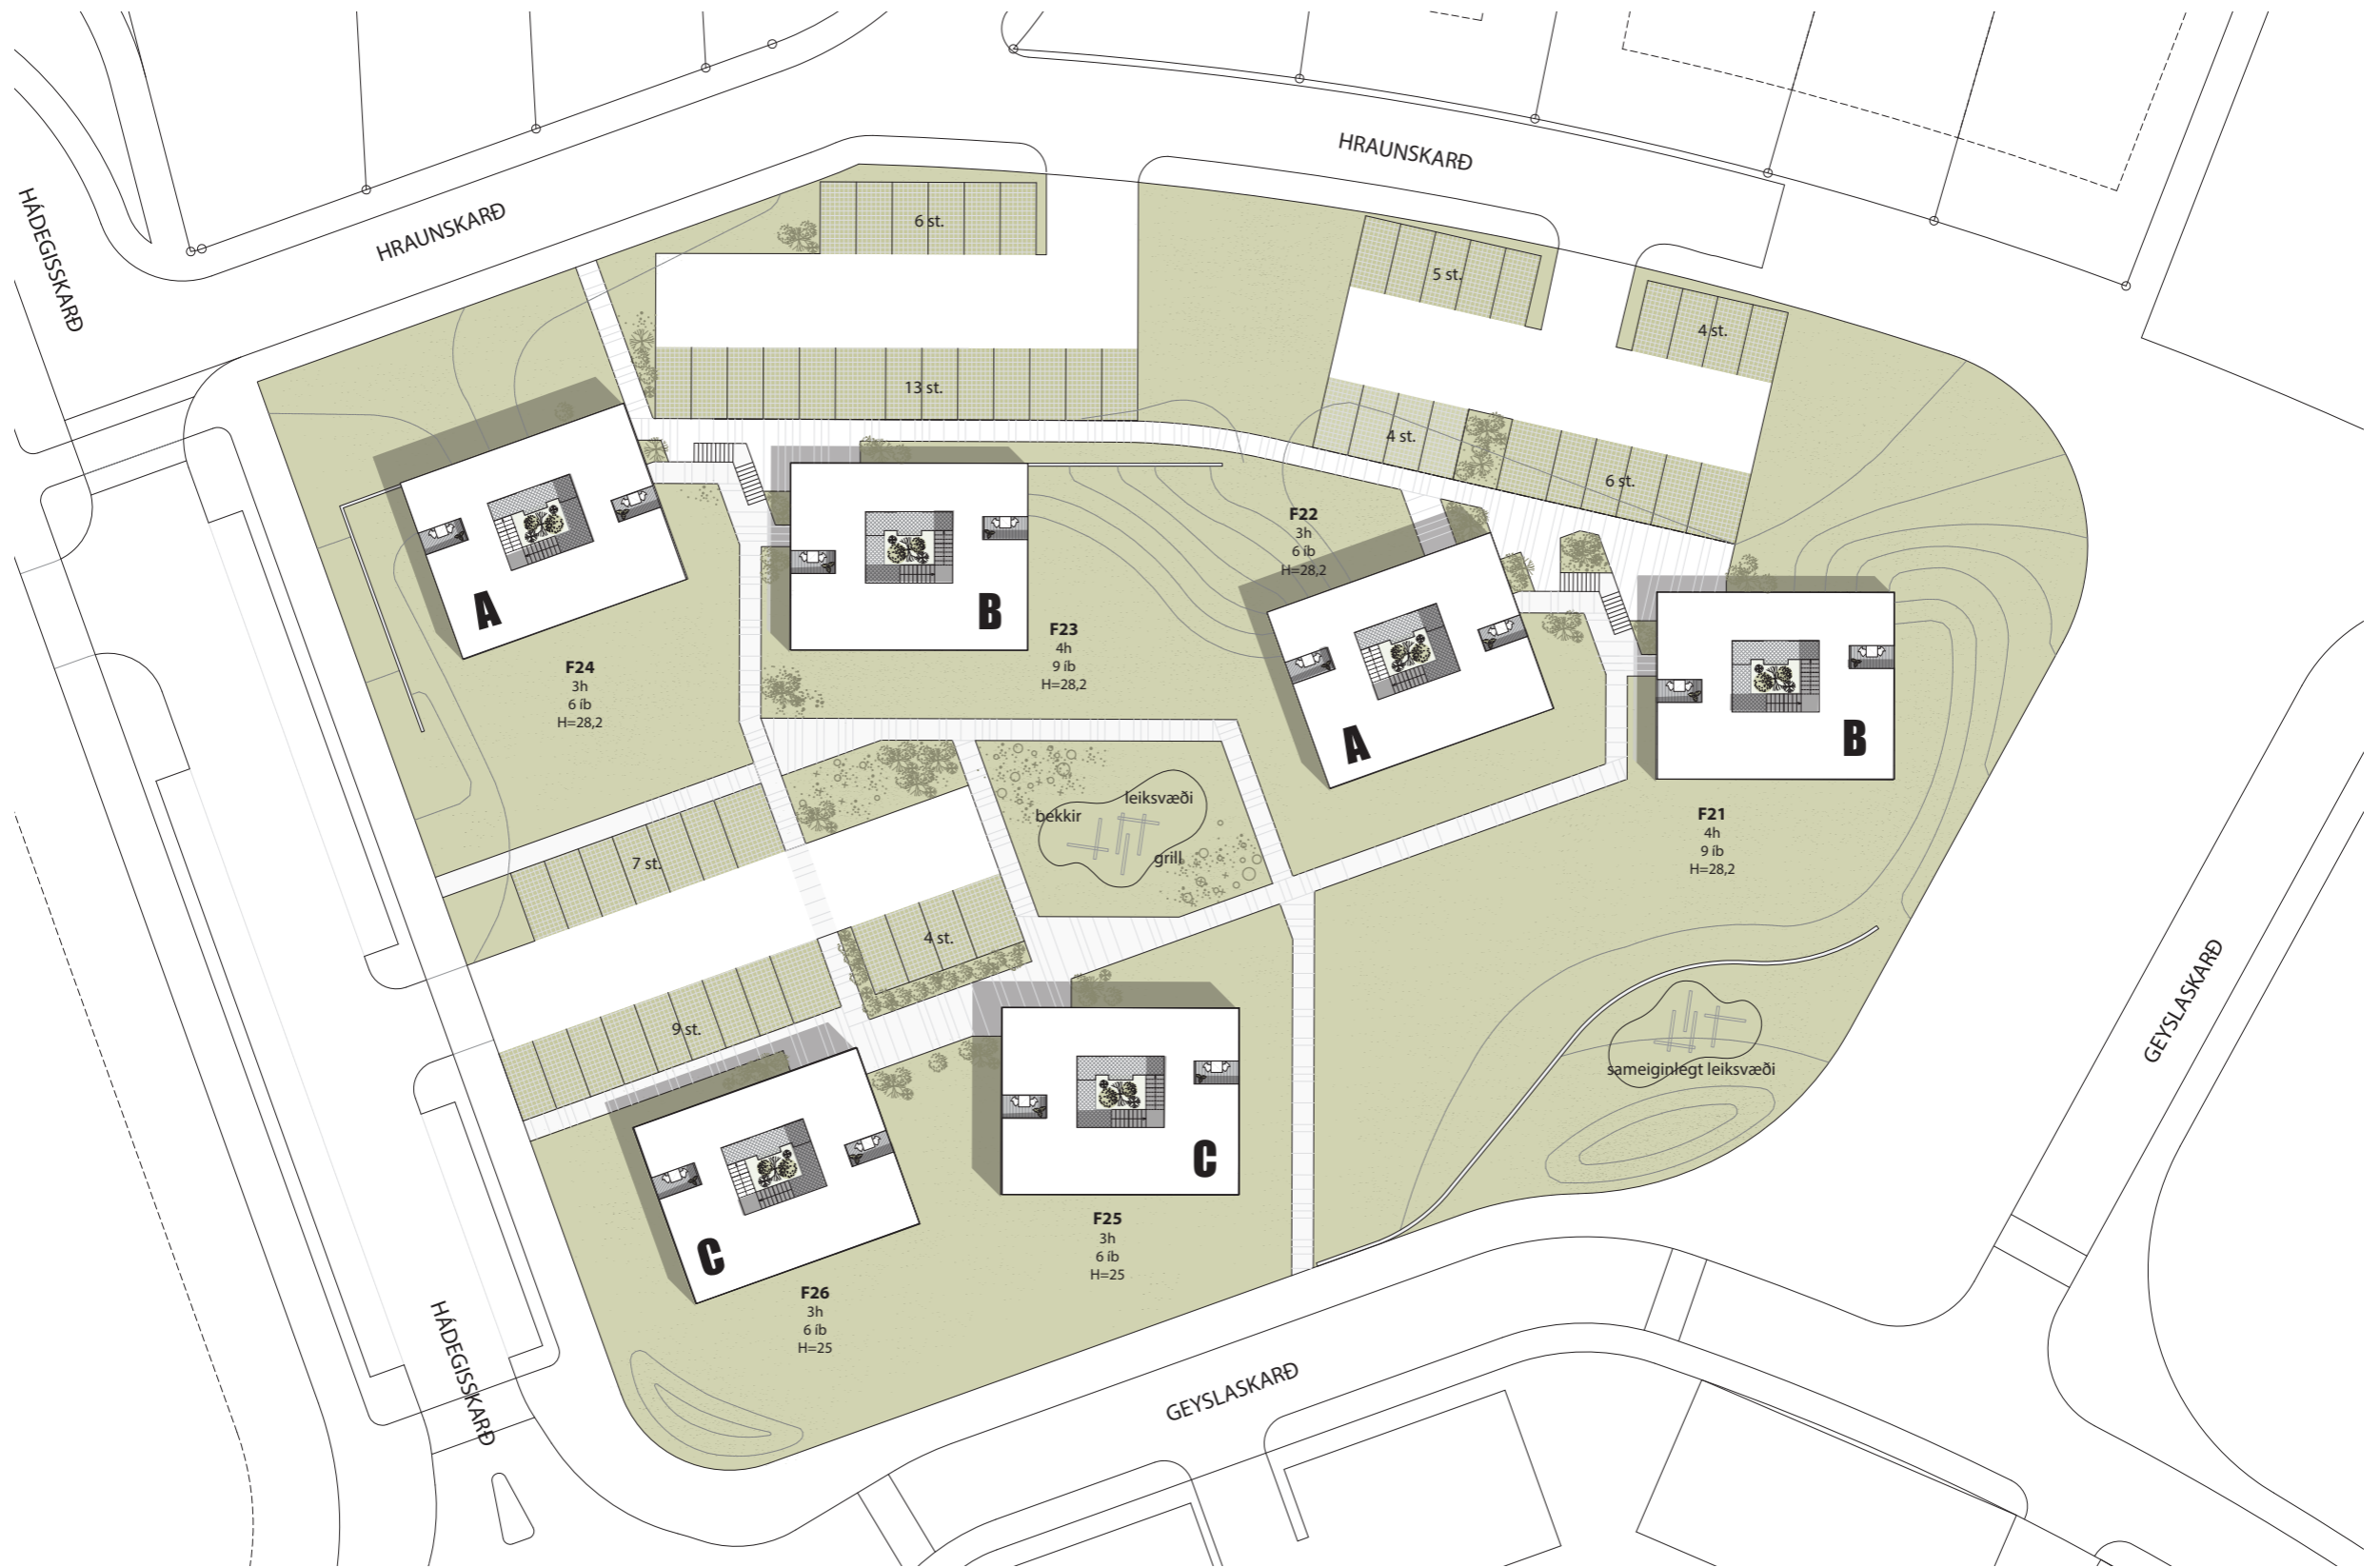 HRAUNSKARÐ
HÁDEGISSKARÐ
HRAUNSKARÐ
6 st.
5 st.
4 st.
13 st.
4 st.
6 st.
F22
3h
6 íb
H=28,2
A
B
F23
4h
9 íb
H=28,2
F24
3h
6 íb
H=28,2
A
B
F21
4h
9 íb
H=28,2
leiksvæði
bekkir
grill
7 st.
4 st.
9 st.
GEYSLASKARÐ
sameiginlegt leiksvæði
C
F25
3h
6 íb
H=25
C
F26
3h
6 íb
H=25
HÁDEGISSKARÐ
GEYSLASKARÐ